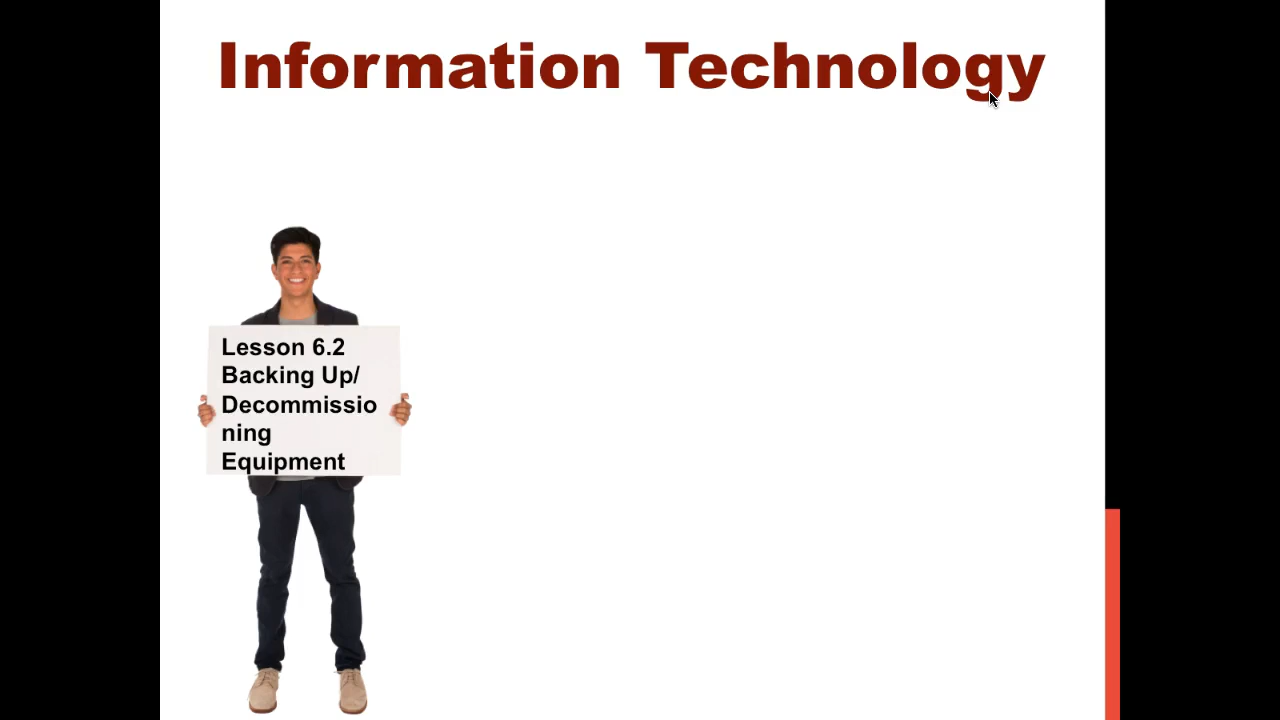 Information Technology
Lesson 6.2
Backing Up/
Decommissio
ning
Equipment